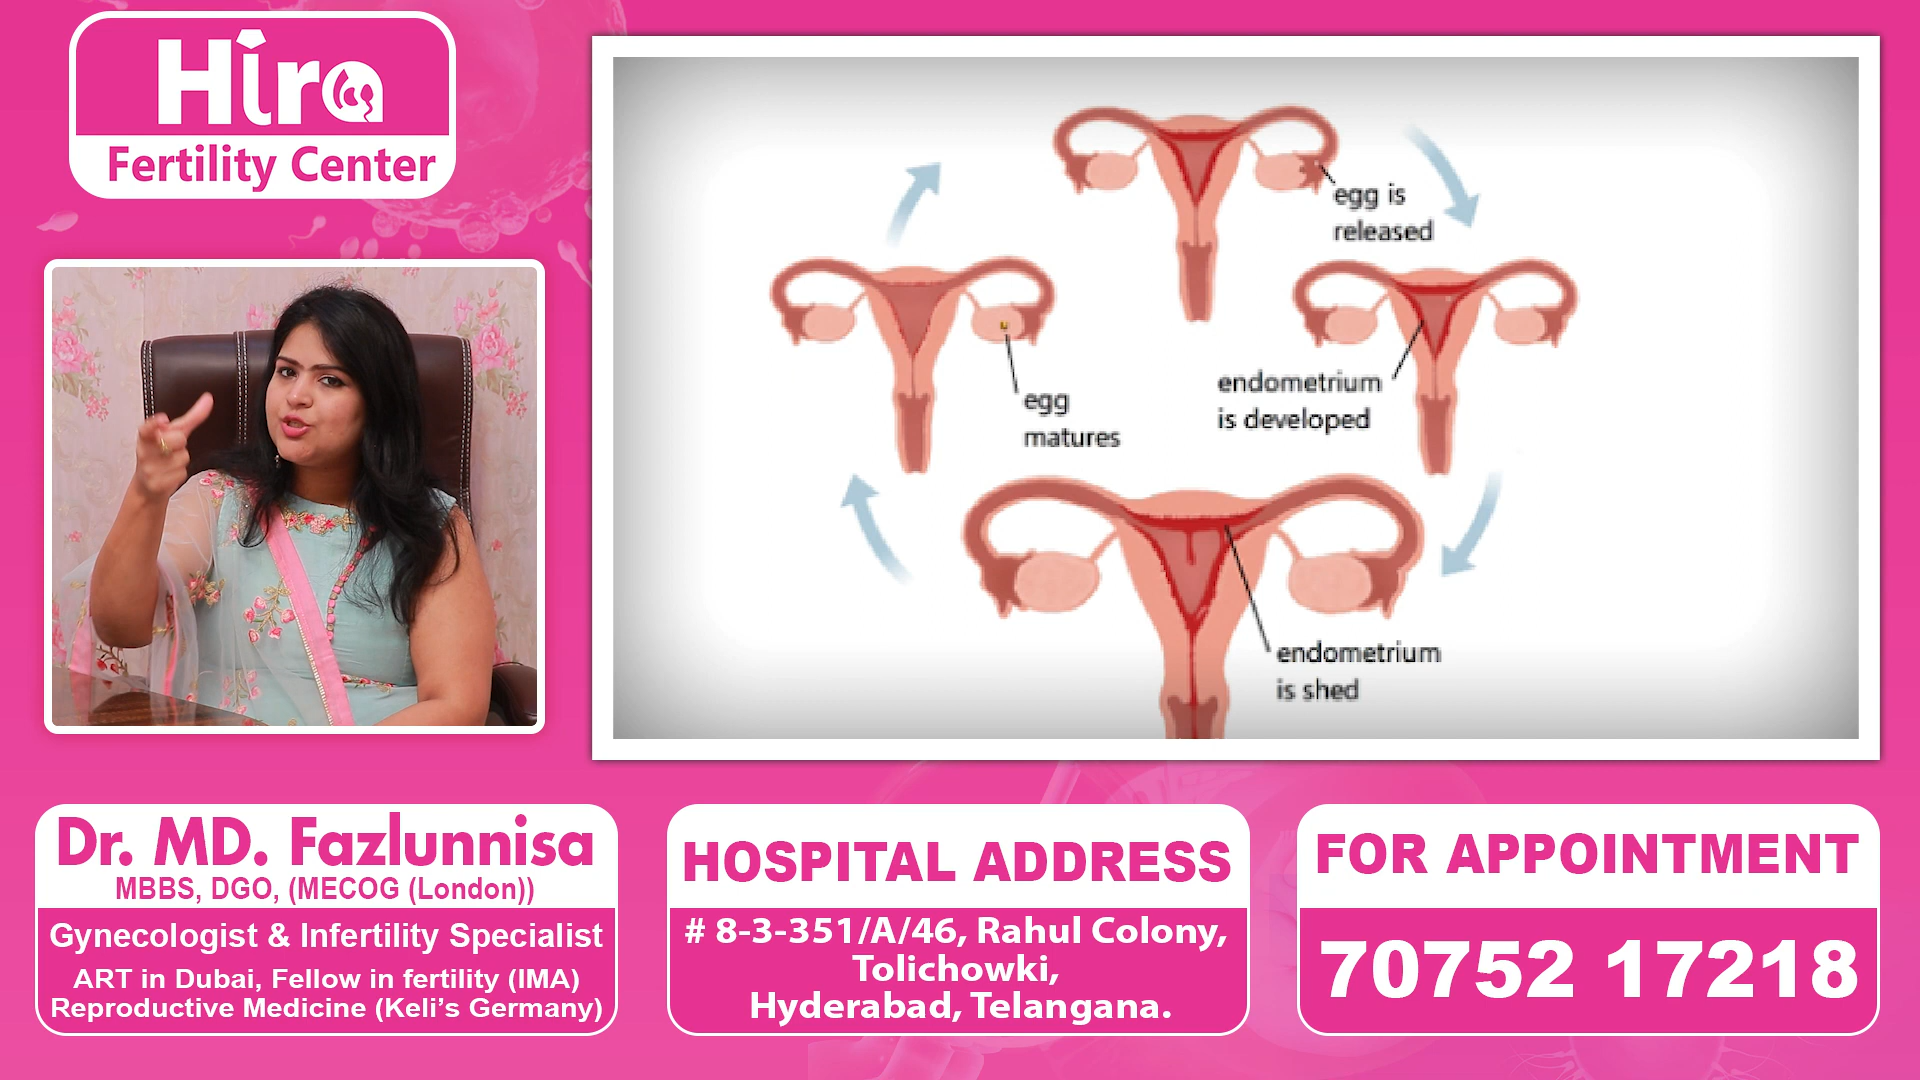 Hira
Fertility Center
egg is
released
egg
matures
endometrium
is developed
endometrium
is shed
Dr. MD. Fazlunnisa
MBBS, DGO, (MECOG (London))
Gynecologist & Infertility Specialist
ART in Dubai, Fellow in fertility (IMA)
Reproductive Medicine (Keli's Germany)
HOSPITAL ADDRESS
# 8-3-351/A/46, Rahul Colony,
Tolichowki,
Hyderabad, Telangana.
FOR APPOINTMENT
70752 17218